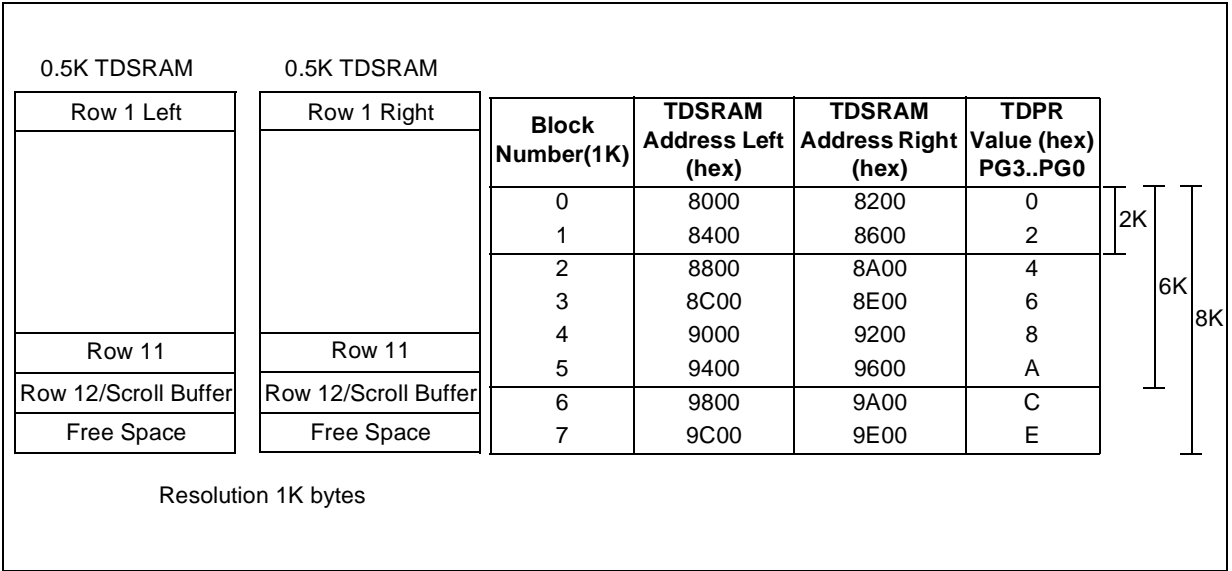 0.5K TDSRAM
Row 1 Left
Row 11
Row 12/Scroll Buffer
Free Space
0.5K TDSRAM
Row 1 Right
Row 11
Row 12/Scroll Buffer
Free Space
Resolution 1K bytes
Block Number(1K) TDSRAM Address Left (hex) TDSRAM Address Right (hex) TDPR Value (hex) PG3..PG0
0 8000 8200 0
1 8400 8600 2
2 8800 8A00 4
3 8C00 8E00 6
4 9000 9200 8
5 9400 9600 A
6 9800 9A00 C
7 9C00 9E00 E
2K
6K
8K